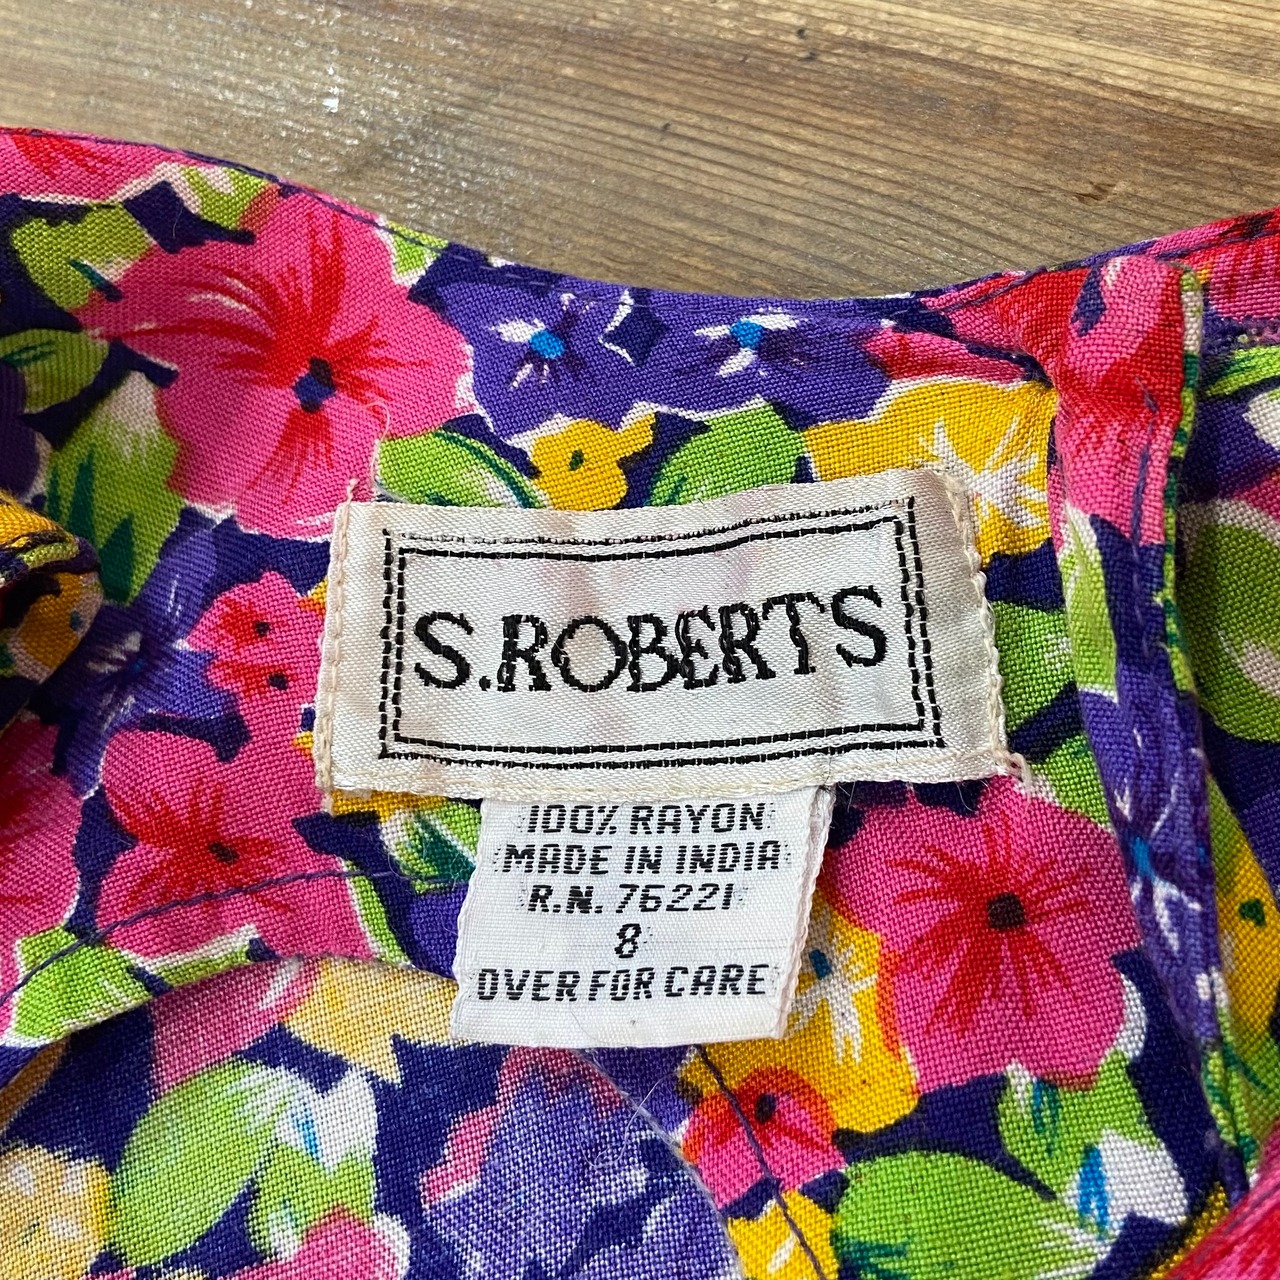 S.ROBERTS
100% RAYON
MADE IN INDIA
R.N. 76221
8
OVER FOR CARE